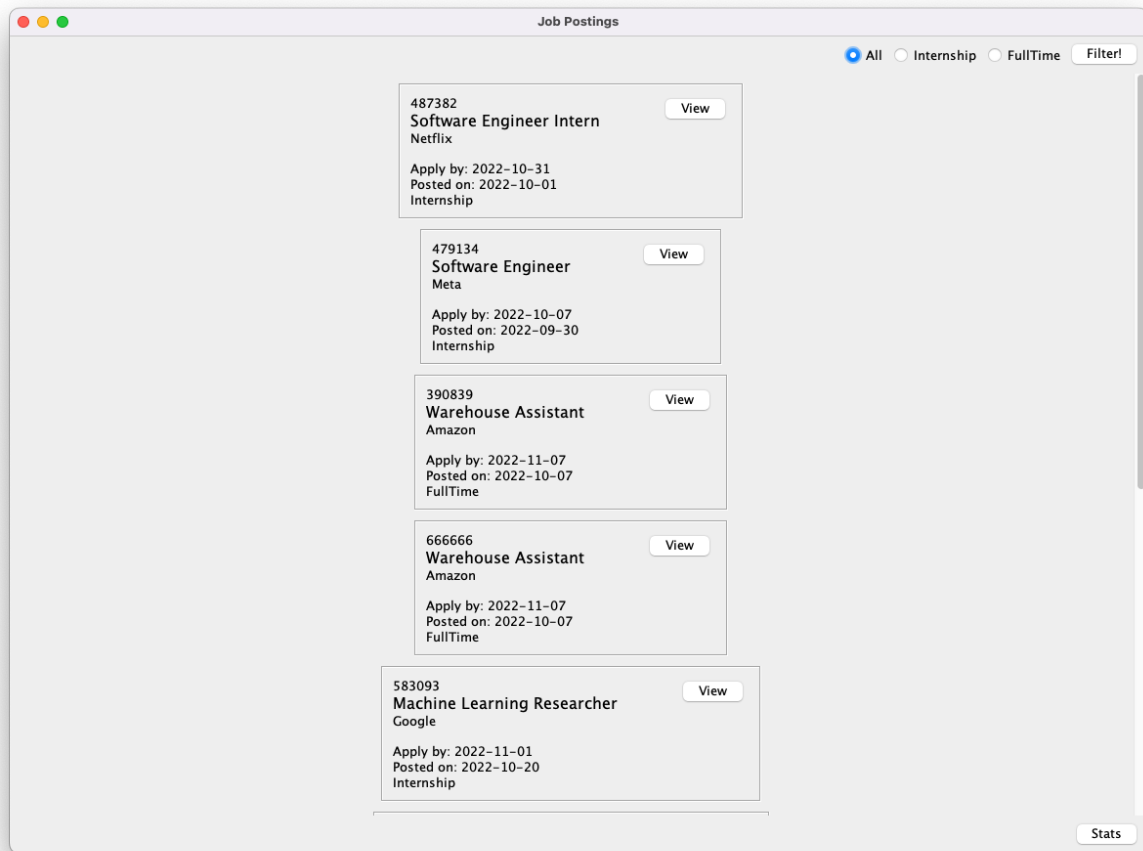 Job Postings
All Internship FullTime Filter!
487382 View
Software Engineer Intern
Netflix
Apply by: 2022-10-31
Posted on: 2022-10-01
Internship
479134 View
Software Engineer
Meta
Apply by: 2022-10-07
Posted on: 2022-09-30
Internship
390839 View
Warehouse Assistant
Amazon
Apply by: 2022-11-07
Posted on: 2022-10-07
FullTime
666666 View
Warehouse Assistant
Amazon
Apply by: 2022-11-07
Posted on: 2022-10-07
FullTime
583093 View
Machine Learning Researcher
Google
Apply by: 2022-11-01
Posted on: 2022-10-20
Internship
Stats